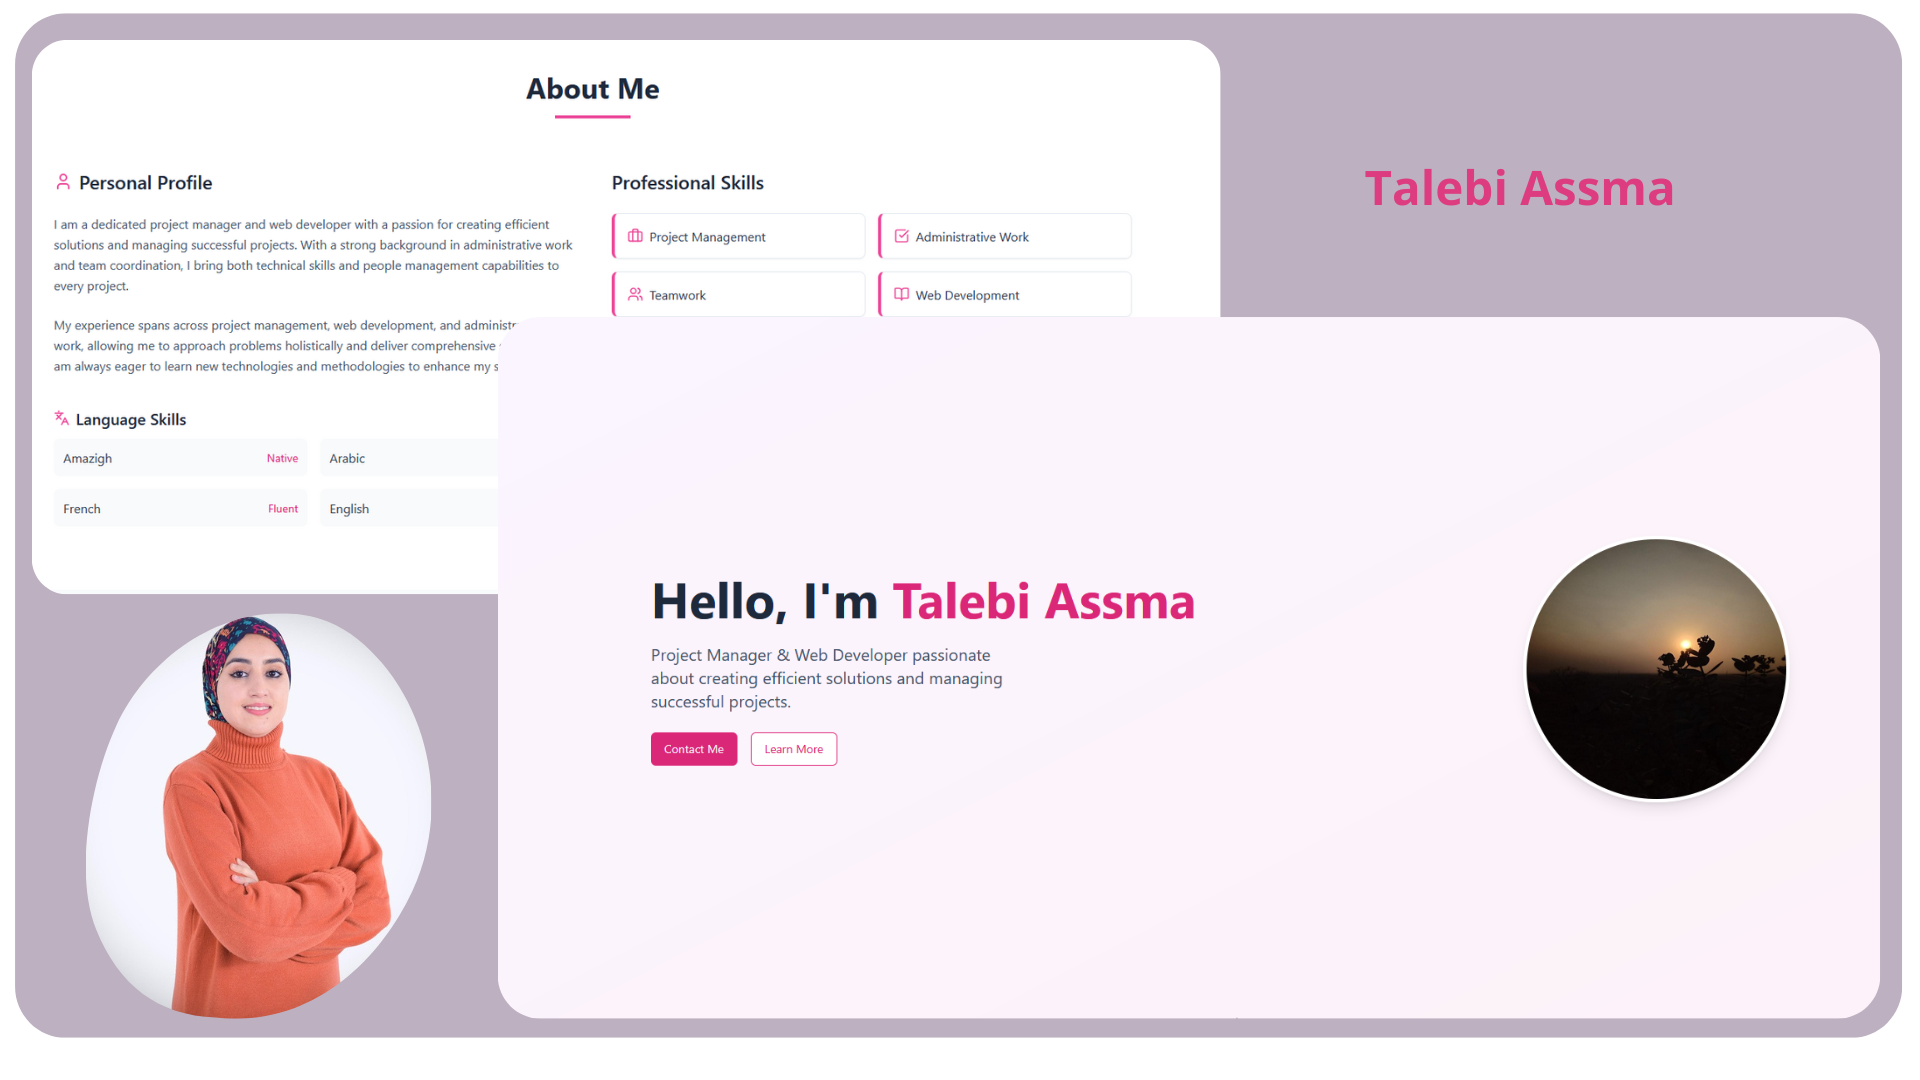 About Me
Talebi Assma
Personal Profile
I am a dedicated project manager and web developer with a passion for creating efficient
solutions and managing successful projects. With a strong background in administrative work
and team coordination, I bring both technical skills and people management capabilities to
every project.
My experience spans across project management, web development, and
work, allowing me to approach problems holistically and deliver comprehensive
am always eager to learn new technologies and methodologies to enhance my
Language Skills
Amazigh Native Arabic
French Fluent English
Professional Skills
Project Management Administrative Work
Teamwork Web Development
Hello, I'm Talebi Assma
Project Manager & Web Developer passionate
about creating efficient solutions and managing
successful projects.
Contact Me Learn More